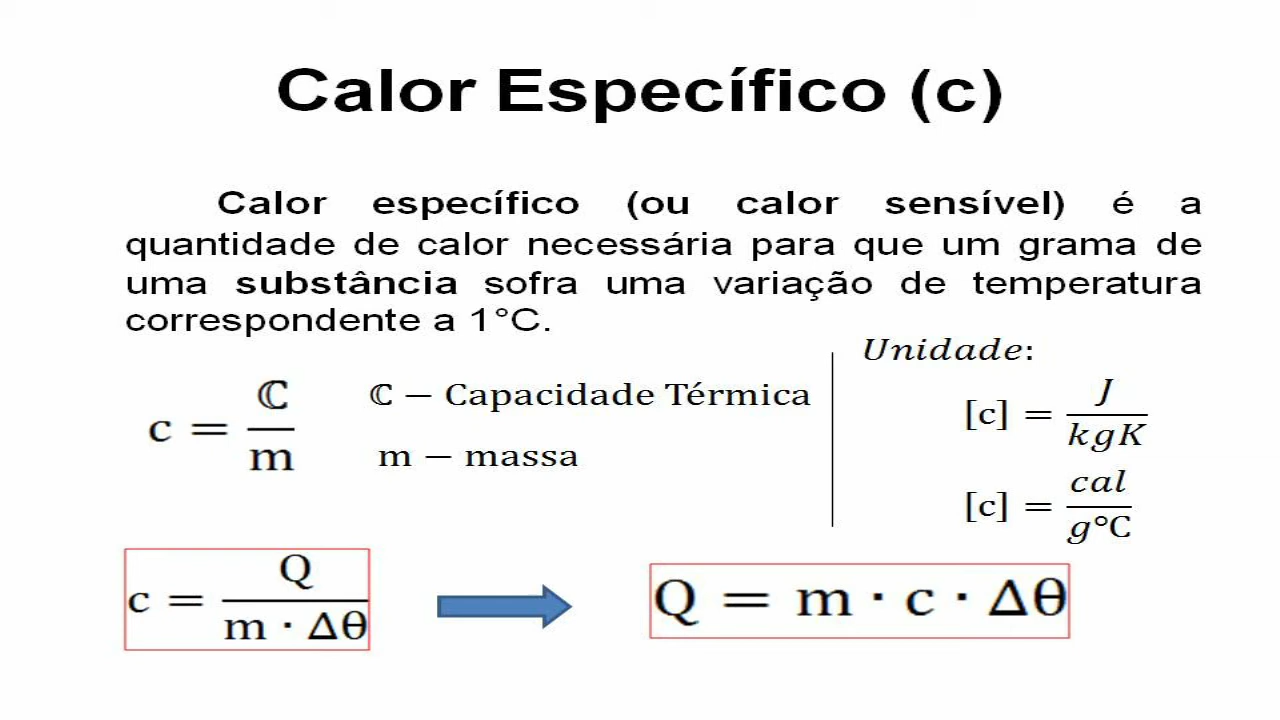 Calor Específico (c)
Calor específico (ou calor sensível) é a
quantidade de calor necessária para que um grama de
uma substância sofra uma variação de temperatura
correspondente a 1°C.
c = ℂ/m
ℂ − Capacidade Térmica
m − massa
Unidade:
[c] = J/kgK
[c] = cal/g°C
c = Q/m · Δθ
Q = m · c · Δθ